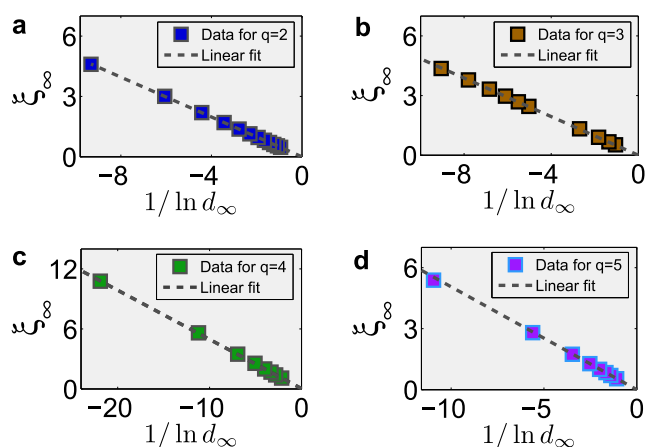 a
6
3
0
ξ∞
Data for q=2
Linear fit
−8 −4 0
1/ ln d∞
b
6
3
0
ξ∞
Data for q=3
Linear fit
−8 −4 0
1/ ln d∞
c
12
6
0
ξ∞
Data for q=4
Linear fit
−20 −10 0
1/ ln d∞
d
6
3
0
ξ∞
Data for q=5
Linear fit
−10 −5 0
1/ ln d∞